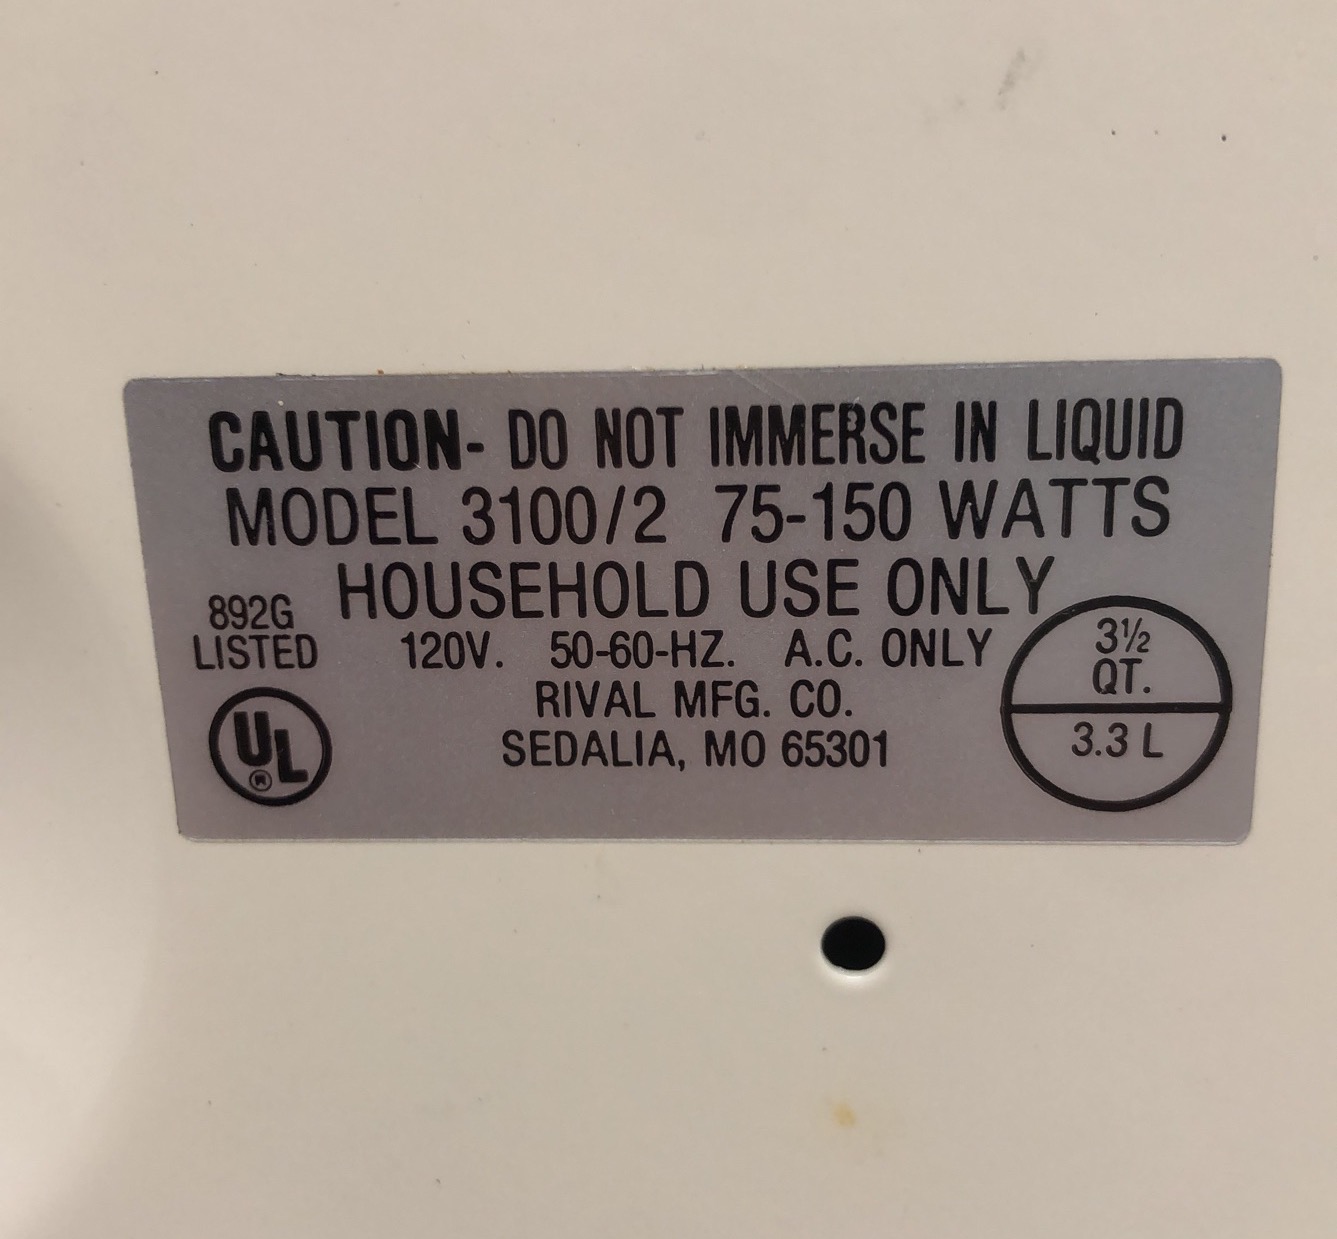 CAUTION- DO NOT IMMERSE IN LIQUID
MODEL 3100/2 75-150 WATTS
HOUSEHOLD USE ONLY
892G
LISTED
120V. 50-60-HZ. A.C. ONLY
RIVAL MFG. CO.
SEDALIA, MO 65301
UL
®
3½
QT.
3.3 L